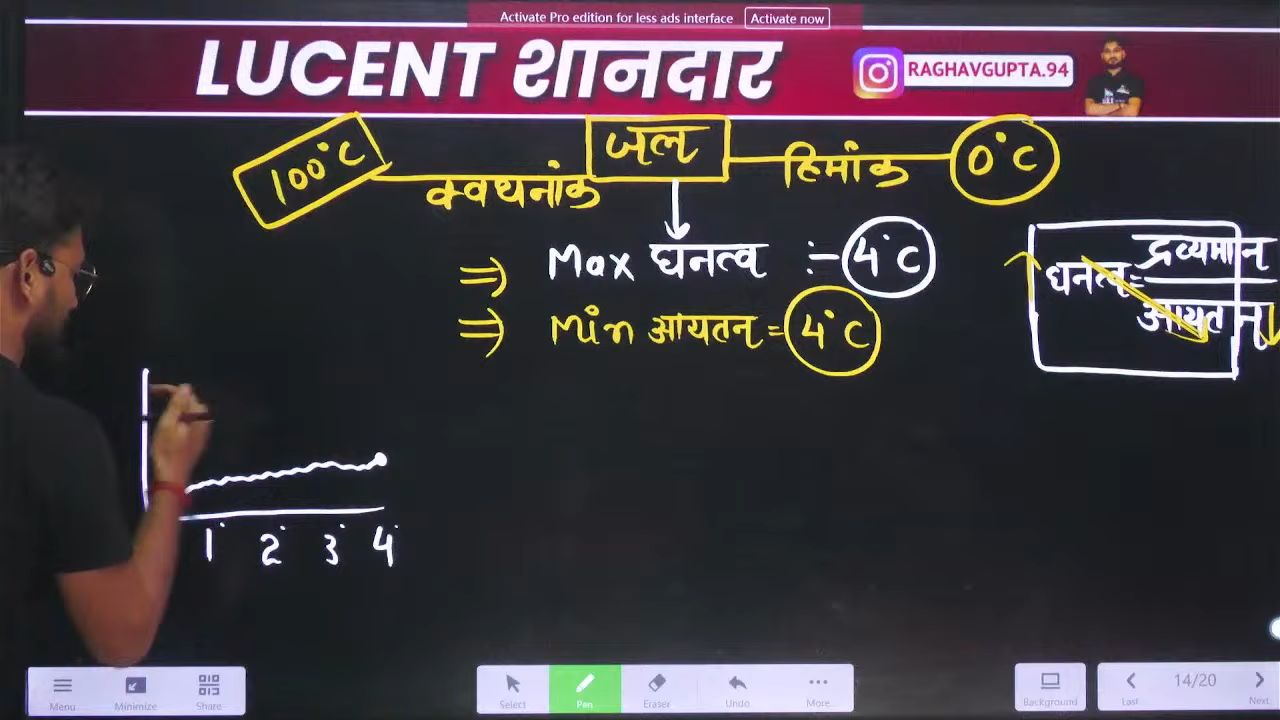 Activate Pro edition for less ads interface Activate now
LUCENT शानदार
RAGHAVGUPTA.94
100°C क्वथनांक जल हिमांक 0°C
⇒ Max घनत्व :- 4°C
⇒ Min आयतन = 4°C
↑ घनत्व = द्रव्यमान
आयतन ↓
1° 2° 3° 4°
Menu Minimize Share Select Pen Eraser Undo More Background Last 14/20 Next